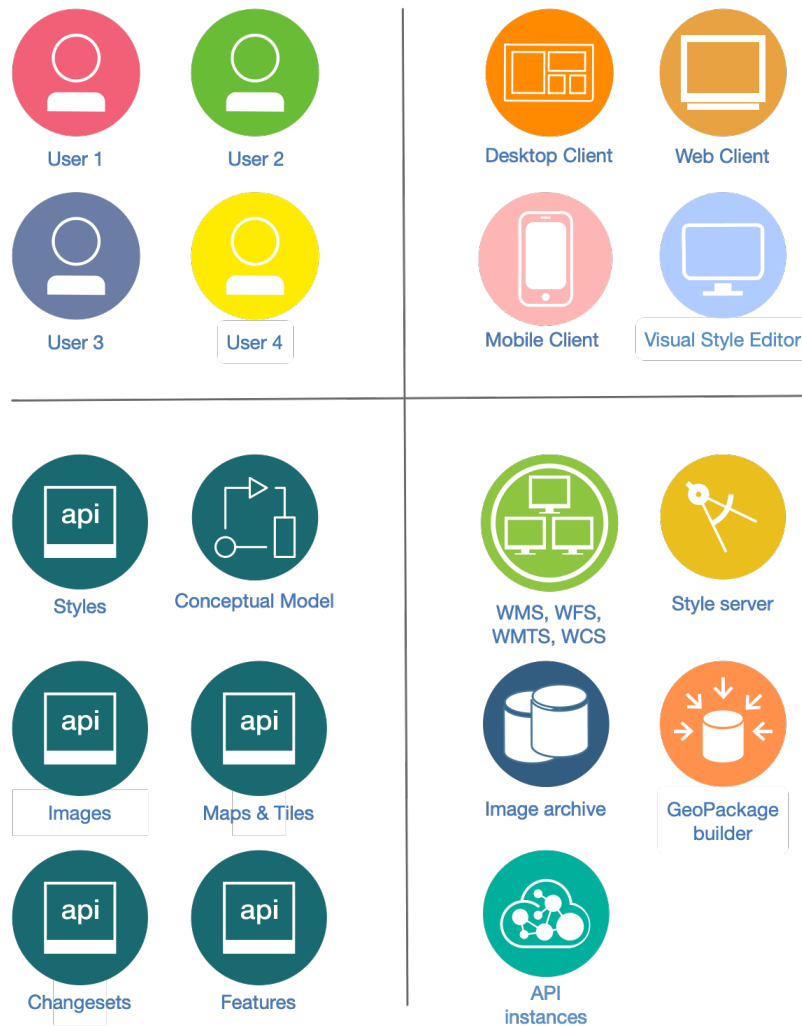 User 1
User 2
Desktop Client
Web Client
User 3
User 4
Mobile Client
Visual Style Editor
api
Styles
Conceptual Model
WMS, WFS,
WMTS, WCS
Style server
api
api
Images
Maps & Tiles
Image archive
GeoPackage
builder
api
api
Changesets
Features
API
instances